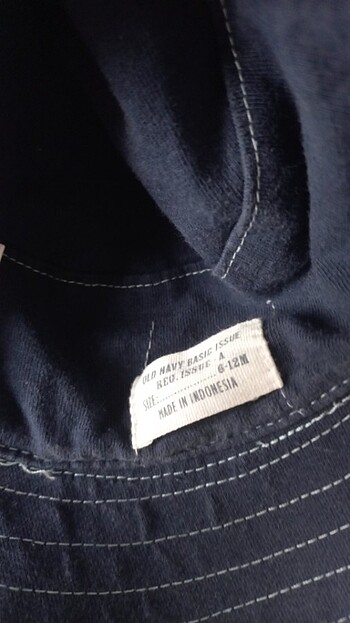 OLD NAVY BASIC ISSUE
REG. ISSUE A
SIZE:.................. 6-12M
MADE IN INDONESIA